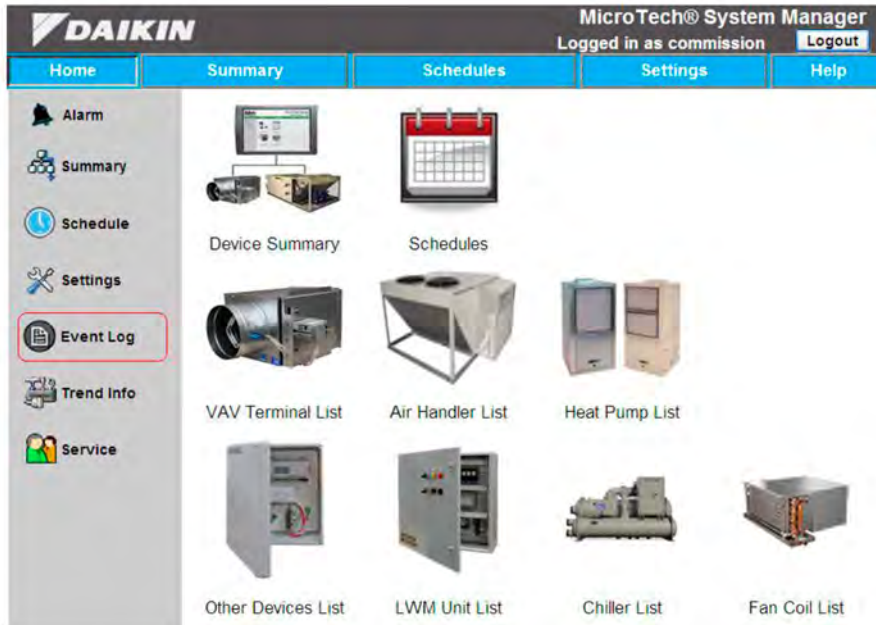 DAIKIN
MicroTech® System Manager
Logged in as commission Logout
Home Summary Schedules Settings Help
Alarm
Summary
Schedule
Settings
Event Log
Trend Info
Service
Device Summary Schedules
VAV Terminal List Air Handler List Heat Pump List
Other Devices List LWM Unit List Chiller List Fan Coil List